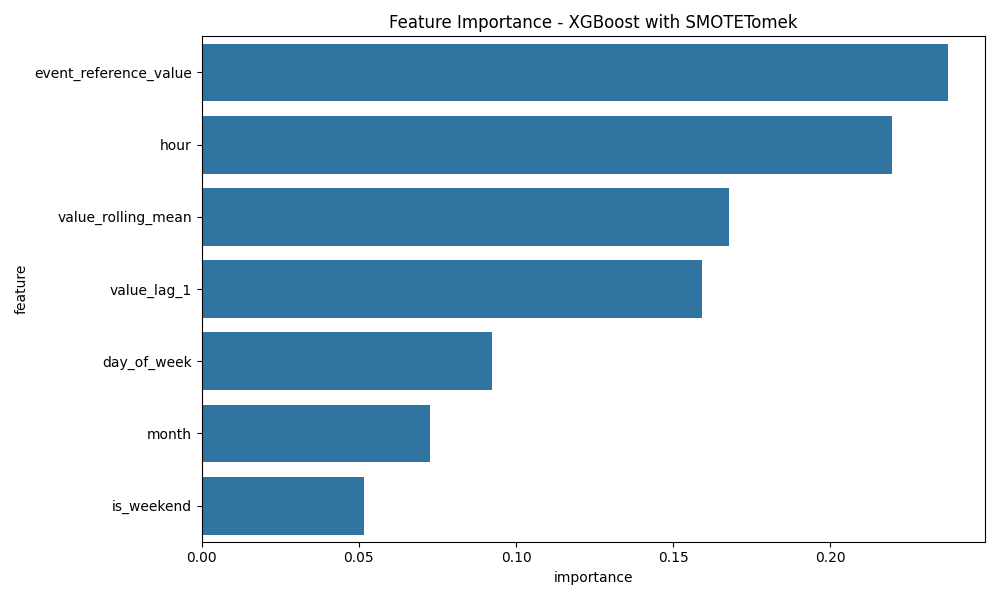 Feature Importance - XGBoost with SMOTETomek
event_reference_value
hour
value_rolling_mean
value_lag_1
day_of_week
month
is_weekend
feature
0.00 0.05 0.10 0.15 0.20
importance